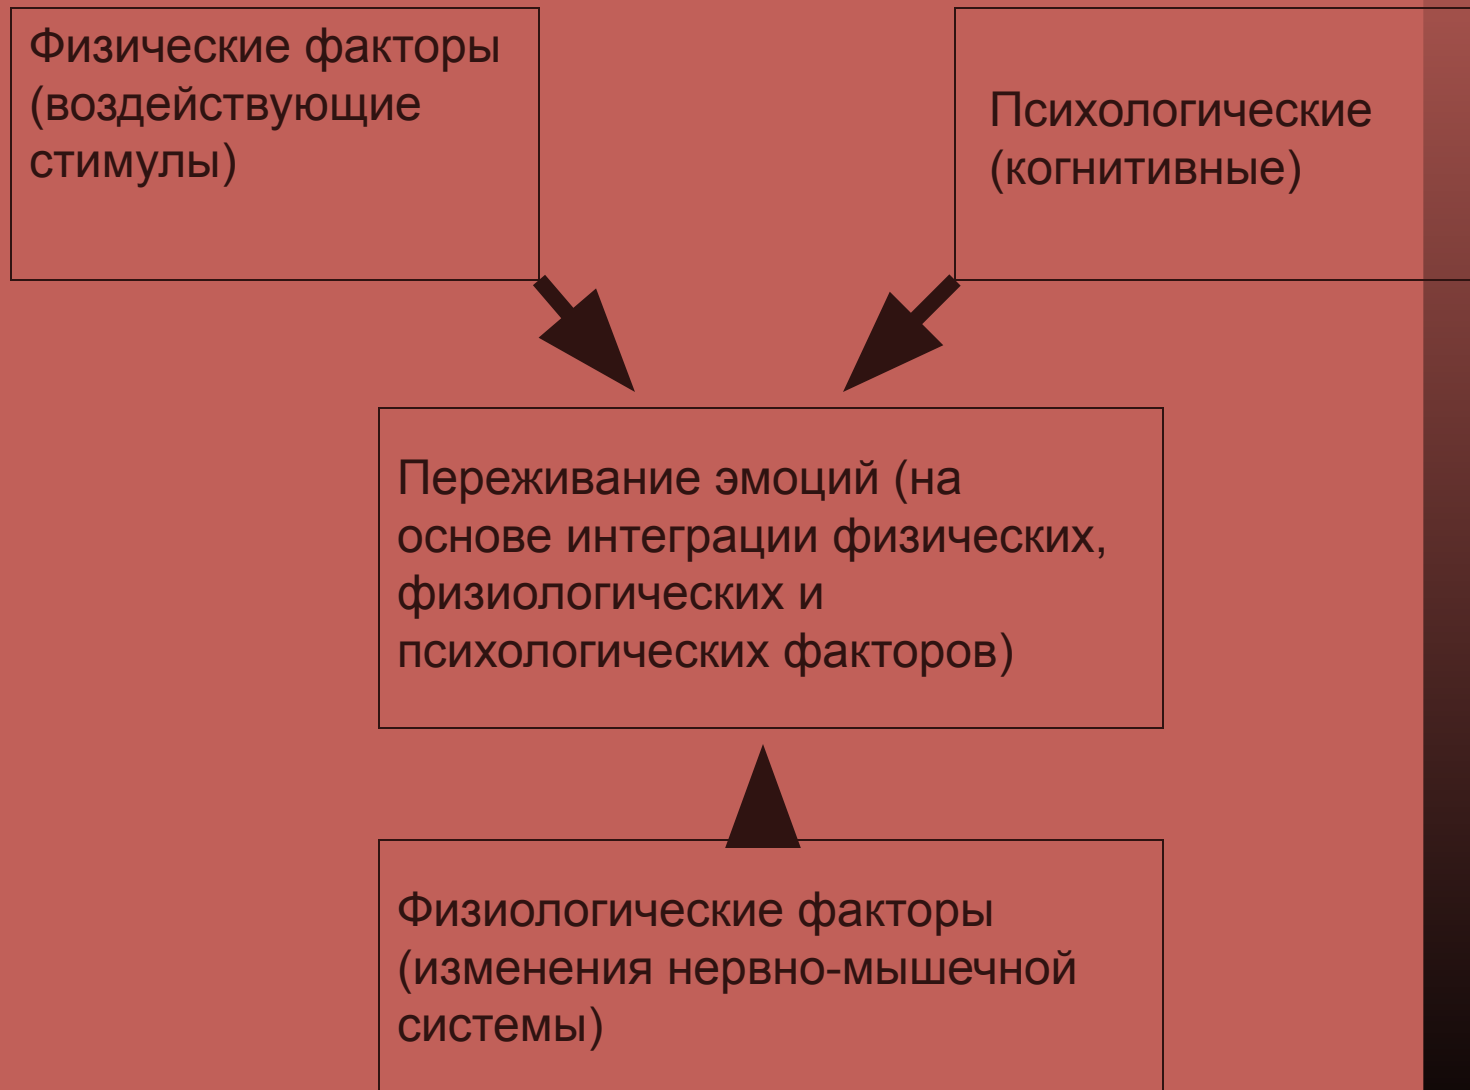 Физические факторы
(воздействующие
стимулы)
Психологические
(когнитивные)
Переживание эмоций (на
основе интеграции физических,
физиологических и
психологических факторов)
Физиологические факторы
(изменения нервно-мышечной
системы)